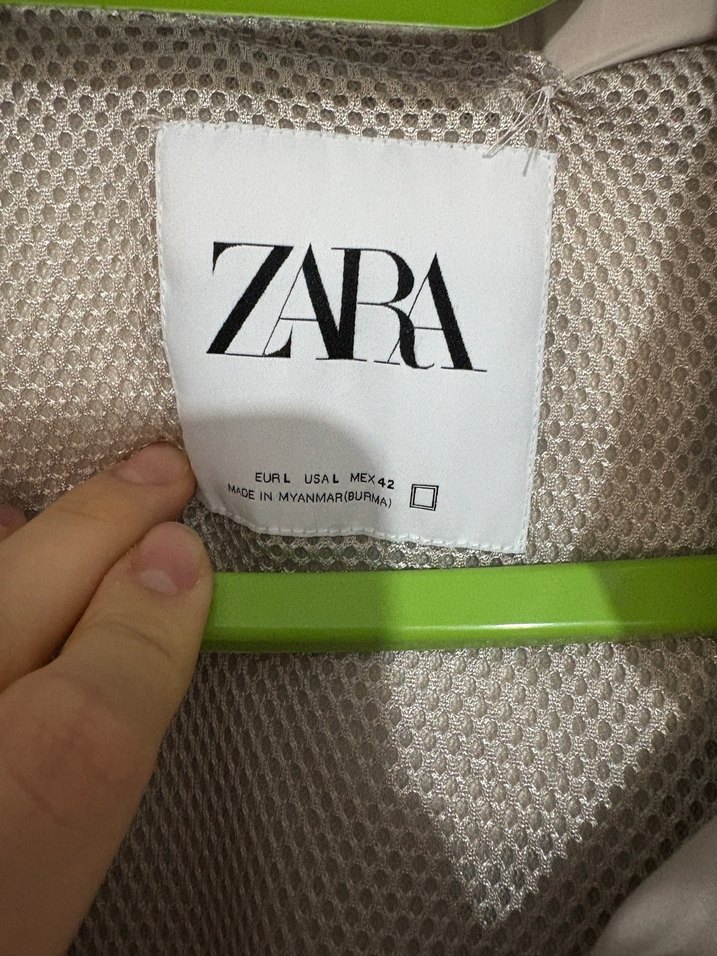 ZARA
EUR L USA L MEX 42
MADE IN MYANMAR(BURMA)